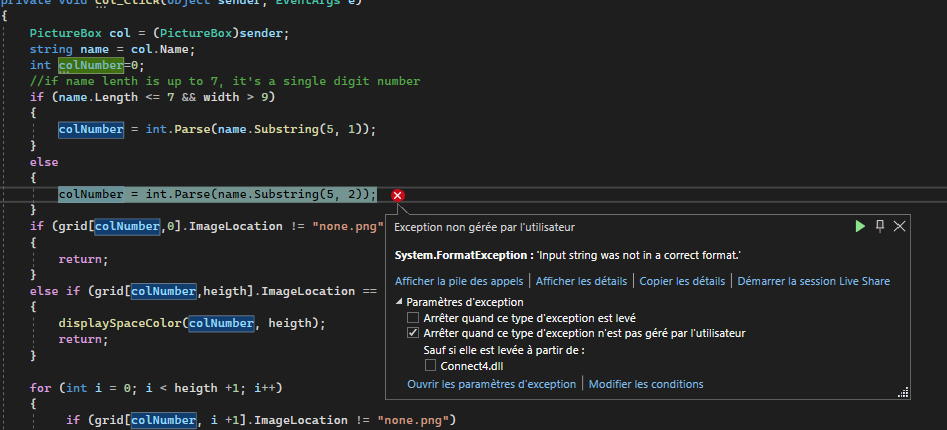 private void Col_Click(object sender, EventArgs e)
{
PictureBox col = (PictureBox)sender;
string name = col.Name;
int colNumber=0;
//if name lenth is up to 7, it's a single digit number
if (name.Length <= 7 && width > 9)
{
colNumber = int.Parse(name.Substring(5, 1));
}
else
{
colNumber = int.Parse(name.Substring(5, 2));
}
if (grid[colNumber,0].ImageLocation != "none.png"
{
return;
}
else if (grid[colNumber,heigth].ImageLocation ==
{
displaySpaceColor(colNumber, heigth);
return;
}
for (int i = 0; i < heigth +1; i++)
{
if (grid[colNumber, i +1].ImageLocation != "none.png")
Exception non gérée par l'utilisateur
System.FormatException : 'Input string was not in a correct format.'
Afficher la pile des appels | Afficher les détails | Copier les détails | Démarrer la session Live Share
Paramètres d'exception
Arrêter quand ce type d'exception est levé
Arrêter quand ce type d'exception n'est pas géré par l'utilisateur
Sauf si elle est levée à partir de :
Connect4.dll
Ouvrir les paramètres d'exception | Modifier les conditions